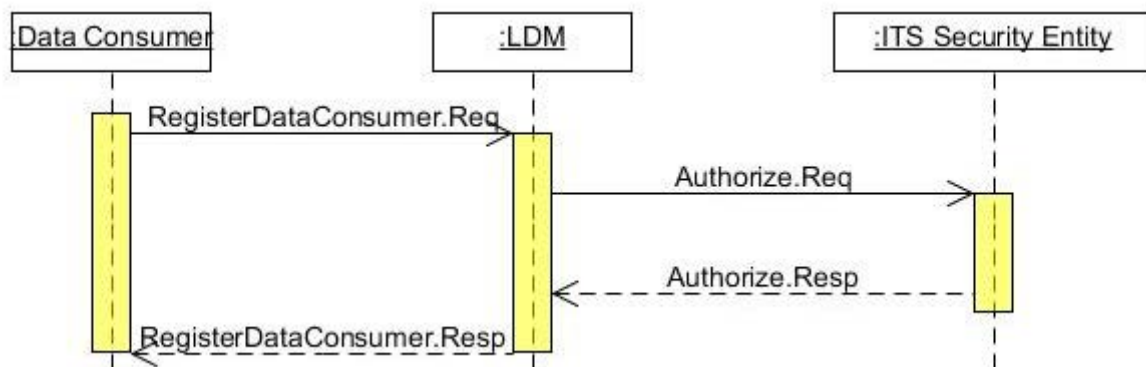 :Data Consumer
:LDM
:ITS Security Entity
RegisterDataConsumer.Req
Authorize.Req
Authorize.Resp
RegisterDataConsumer.Resp